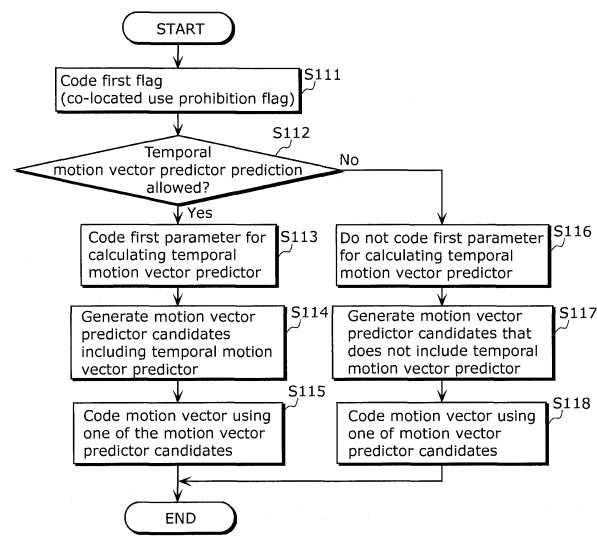 START
Code first flag
(co-located use prohibition flag)
S111
S112
Temporal
motion vector predictor prediction
allowed?
No
Yes
Code first parameter for
calculating temporal
motion vector predictor
S113
Do not code first parameter
for calculating temporal
motion vector predictor
S116
Generate motion vector
predictor candidates
including temporal motion
vector predictor
S114
Generate motion vector
predictor candidates that
does not include temporal
motion vector predictor
S117
Code motion vector using
one of the motion vector
predictor candidates
S115
Code motion vector using
one of motion vector
predictor candidates
S118
END